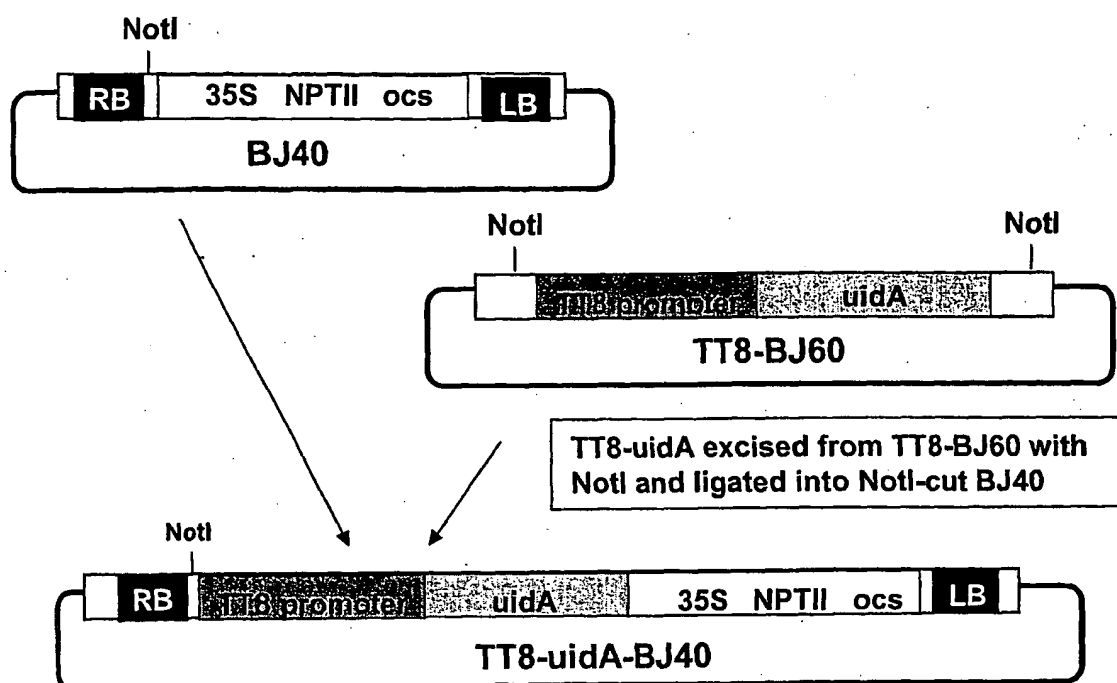 NotI
RB 35S NPTII ocs LB
BJ40
NotI NotI
TT8 promoter uidA
TT8-BJ60
TT8-uidA excised from TT8-BJ60 with
NotI and ligated into NotI-cut BJ40
NotI
RB TT8 promoter uidA 35S NPTII ocs LB
TT8-uidA-BJ40